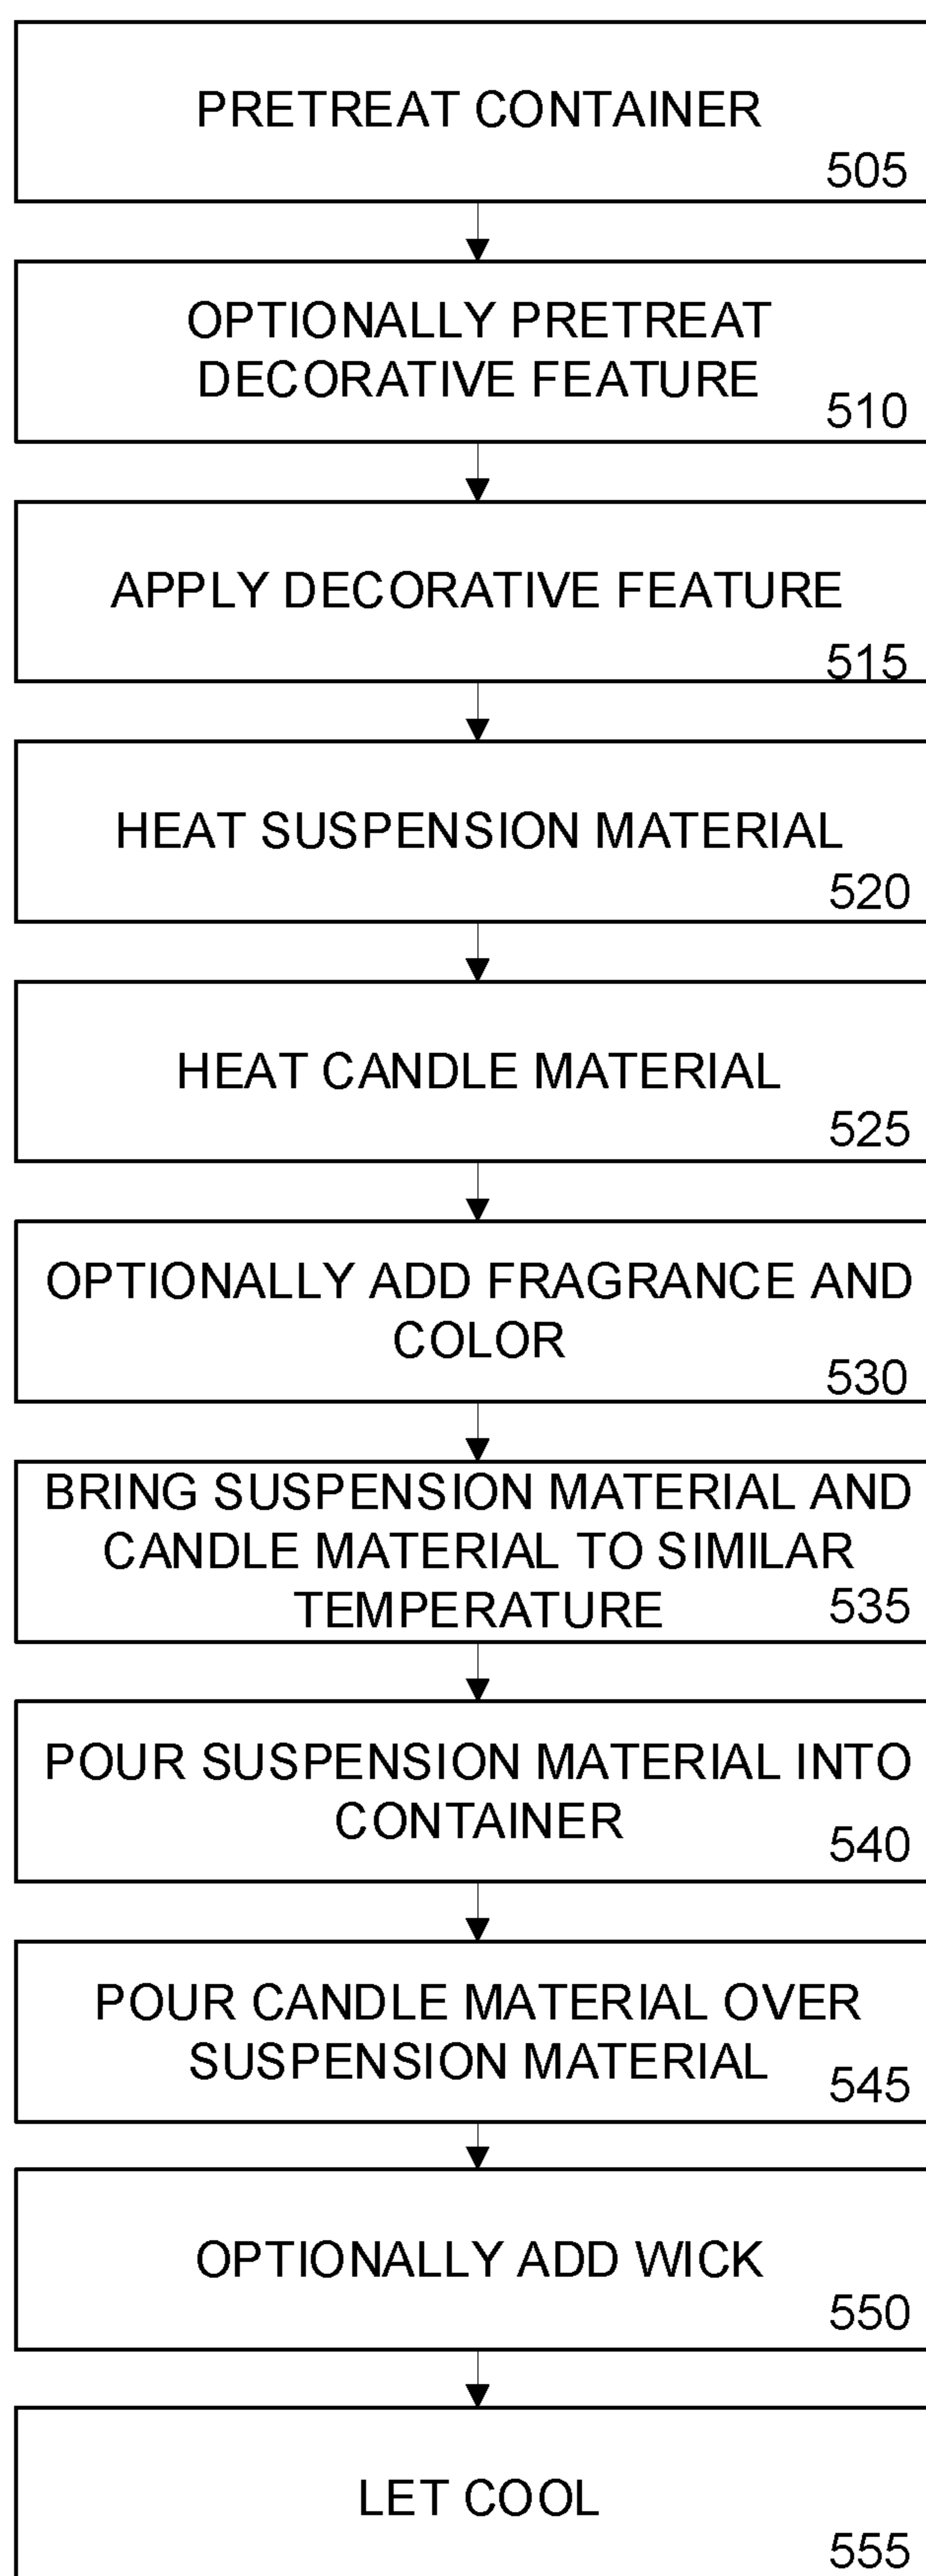 PRETREAT CONTAINER
505
OPTIONALLY PRETREAT
DECORATIVE FEATURE
510
APPLY DECORATIVE FEATURE
515
HEAT SUSPENSION MATERIAL
520
HEAT CANDLE MATERIAL
525
OPTIONALLY ADD FRAGRANCE AND
COLOR
530
BRING SUSPENSION MATERIAL AND
CANDLE MATERIAL TO SIMILAR
TEMPERATURE
535
POUR SUSPENSION MATERIAL INTO
CONTAINER
540
POUR CANDLE MATERIAL OVER
SUSPENSION MATERIAL
545
OPTIONALLY ADD WICK
550
LET COOL
555